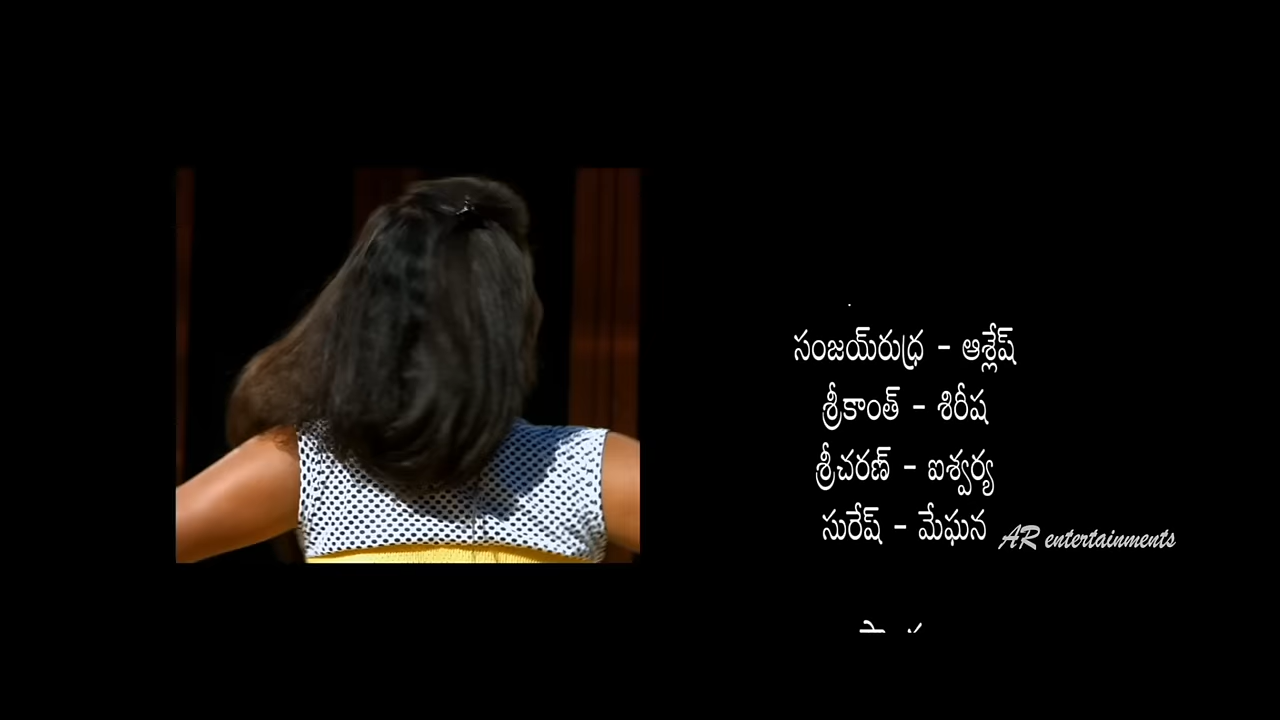 సంజయ్‌రుధ్ర - ఆశ్లేష్
శ్రీకాంత్ - శిరీష
శ్రీచరణ్ - ఐశ్వర్య
సురేష్ - మేఘన
AR entertainments